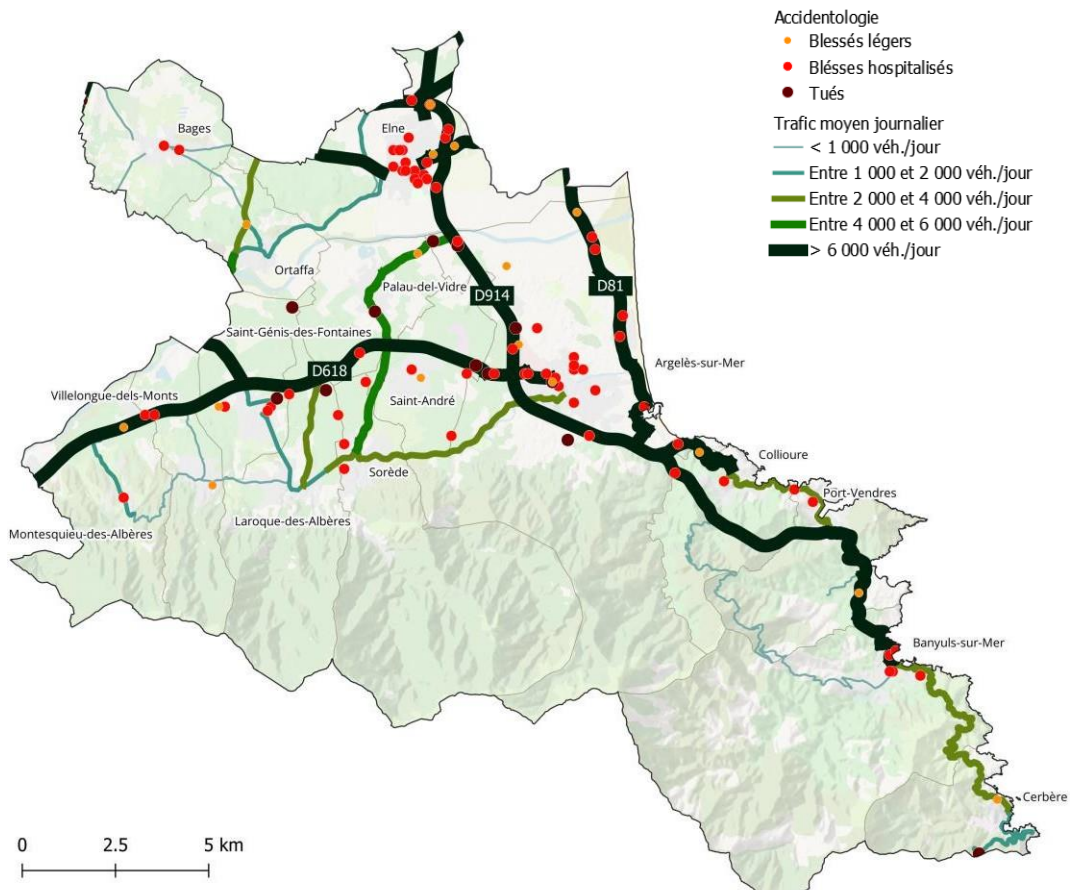 Accidentologie
Blessés légers
Bléssés hospitalisés
Tués
Trafic moyen journalier
< 1 000 véh./jour
Entre 1 000 et 2 000 véh./jour
Entre 2 000 et 4 000 véh./jour
Entre 4 000 et 6 000 véh./jour
> 6 000 véh./jour
Bages
Elne
Ortaffa
Palau-del-Vidre
D914
D81
Saint-Génis-des-Fontaines
Argelès-sur-Mer
D618
Villelongue-dels-Monts
Saint-André
Collioure
Sorède
Port-Vendres
Laroque-des-Albères
Montesquieu-des-Albères
Banyuls-sur-Mer
Cerbère
0 2.5 5 km